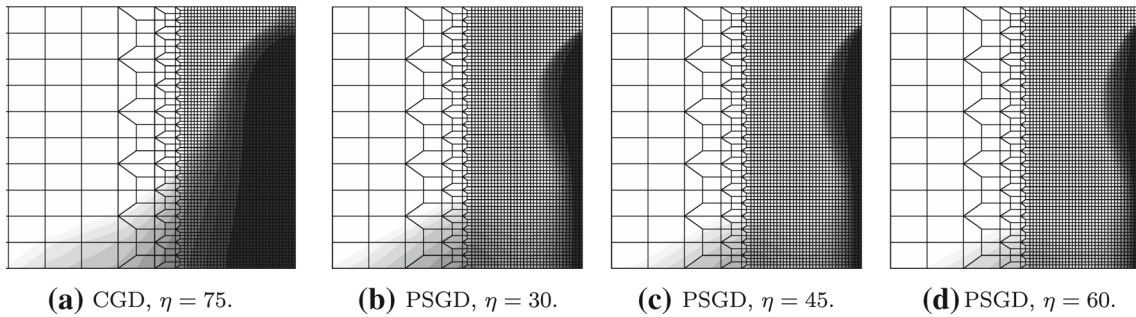 (a) CGD, η = 75.
(b) PSGD, η = 30.
(c) PSGD, η = 45.
(d) PSGD, η = 60.